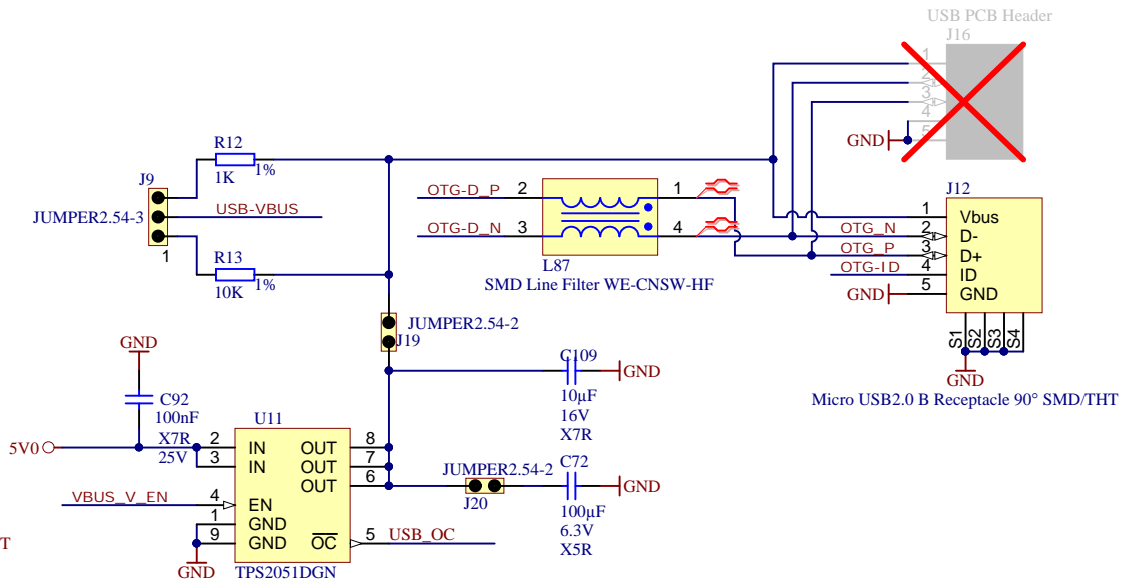 USB PCB Header
J16
1
2
3
4
5
GND
R12
1K
1%
J9
JUMPER2.54-3
USB-VBUS
1
R13
10K
1%
OTG-D_P
2
1
OTG-D_N
3
4
L87
SMD Line Filter WE-CNSW-HF
J12
1
Vbus
OTG_N
2
D-
OTG_P
3
D+
OTG-ID
4
ID
GND
5
GND
S1
S2
S3
S4
GND
Micro USB2.0 B Receptacle 90° SMD/THT
JUMPER2.54-2
J19
GND
C92
100nF
X7R
25V
5V0
U11
2
IN
OUT
8
3
IN
OUT
7
OUT
6
VBUS_V_EN
4
EN
1
GND
9
GND
OC
5
USB_OC
GND
TPS2051DGN
C109
10µF
16V
X7R
GND
JUMPER2.54-2
J20
C72
100µF
6.3V
X5R
GND
T